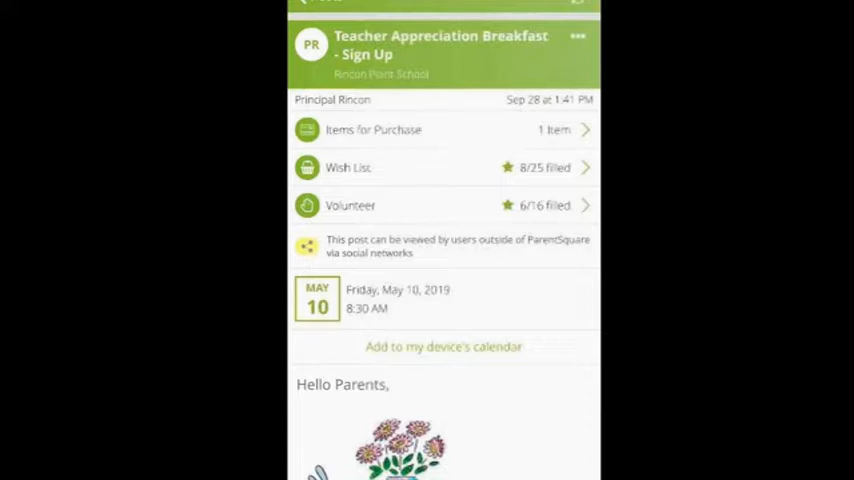 PR
Teacher Appreciation Breakfast
- Sign Up
Rincon Point School
Principal Rincon
Sep 28 at 1:41 PM
Items for Purchase
1 Item
Wish List
8/25 filled
Volunteer
6/16 filled
This post can be viewed by users outside of ParentSquare
via social networks
MAY
10
Friday, May 10, 2019
8:30 AM
Add to my device's calendar
Hello Parents,